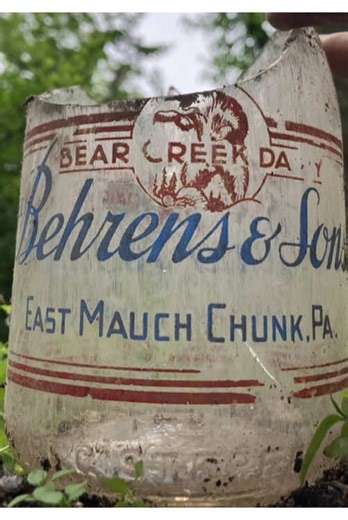 BEAR CREEK DA Y
Behrens & Son
EAST MAUCH CHUNK, PA.